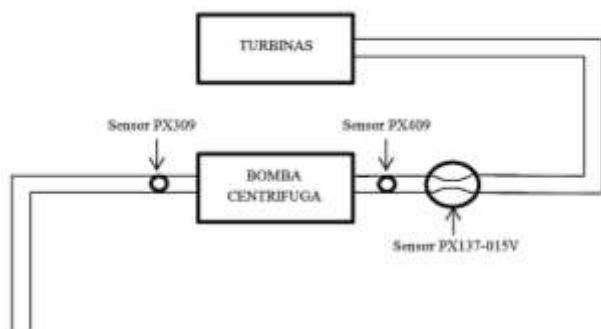 TURBINAS
Sensor PX309
Sensor PX409
BOMBA
CENTRIFUGA
Sensor PX137-015V